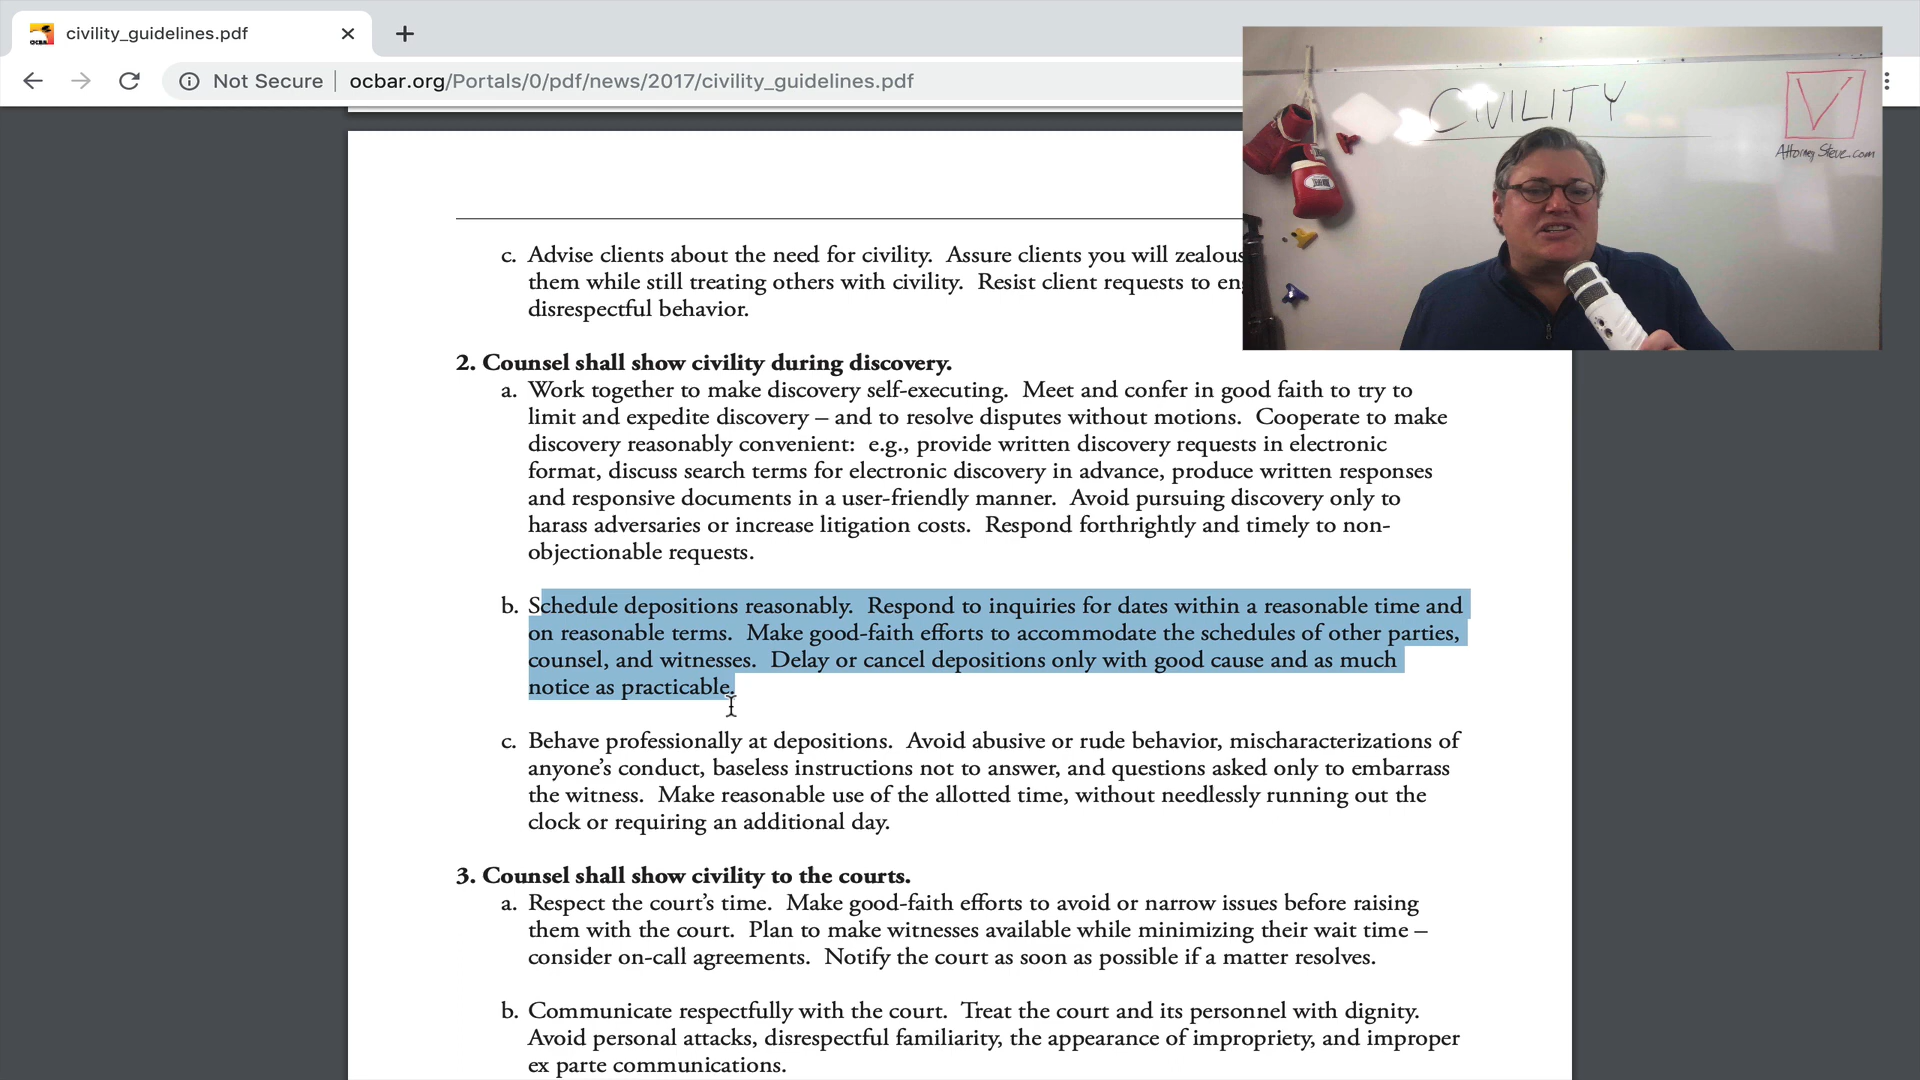 civility_guidelines.pdf
Not Secure
ocbar.org/Portals/0/pdf/news/2017/civility_guidelines.pdf
CIVILITY
AttorneySteve.com
c. Advise clients about the need for civility. Assure clients you will zealous
them while still treating others with civility. Resist client requests to en
disrespectful behavior.
2. Counsel shall show civility during discovery.
a. Work together to make discovery self-executing. Meet and confer in good faith to try to
limit and expedite discovery – and to resolve disputes without motions. Cooperate to make
discovery reasonably convenient: e.g., provide written discovery requests in electronic
format, discuss search terms for electronic discovery in advance, produce written responses
and responsive documents in a user-friendly manner. Avoid pursuing discovery only to
harass adversaries or increase litigation costs. Respond forthrightly and timely to non-
objectionable requests.
b. Schedule depositions reasonably. Respond to inquiries for dates within a reasonable time and
on reasonable terms. Make good-faith efforts to accommodate the schedules of other parties,
counsel, and witnesses. Delay or cancel depositions only with good cause and as much
notice as practicable.
c. Behave professionally at depositions. Avoid abusive or rude behavior, mischaracterizations of
anyone's conduct, baseless instructions not to answer, and questions asked only to embarrass
the witness. Make reasonable use of the allotted time, without needlessly running out the
clock or requiring an additional day.
3. Counsel shall show civility to the courts.
a. Respect the court's time. Make good-faith efforts to avoid or narrow issues before raising
them with the court. Plan to make witnesses available while minimizing their wait time –
consider on-call agreements. Notify the court as soon as possible if a matter resolves.
b. Communicate respectfully with the court. Treat the court and its personnel with dignity.
Avoid personal attacks, disrespectful familiarity, the appearance of impropriety, and improper
ex parte communications.